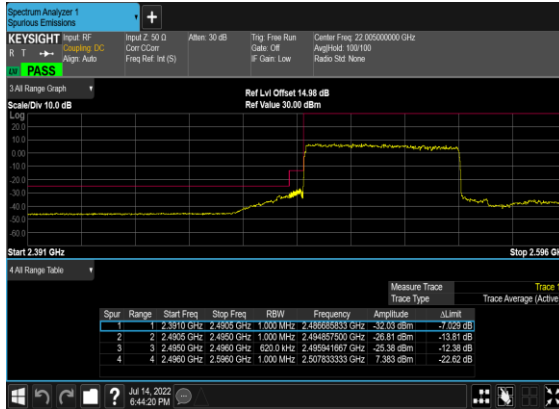 Spectrum Analyzer 1
Spurious Emissions
KEYSIGHT Input: RF Input Z: 50 Ω Atten: 30 dB Trig: Free Run Center Freq: 22.005000000 GHz
R T Coupling: DC Corr CCorr Gate: Off Avg|Hold: 100/100
Align: Auto Freq Ref: Int (S) IF Gain: Low Radio Std: None
PASS
3 All Range Graph Ref Lvl Offset 14.98 dB
Scale/Div 10.0 dB Ref Value 30.00 dBm
Log
20.0
10.0
0.00
-10.0
-20.0
-30.0
-40.0
-50.0
-60.0
Start 2.391 GHz Stop 2.596 GH
4 All Range Table
Measure Trace Trace 1
Trace Type Trace Average (Active
Spur Range Start Freq Stop Freq RBW Frequency Amplitude ΔLimit
1 1 2.3910 GHz 2.4905 GHz 1.000 MHz 2.486685833 GHz -32.03 dBm -7.029 dB
2 2 2.4905 GHz 2.4950 GHz 1.000 MHz 2.494857500 GHz -26.81 dBm -13.81 dB
3 3 2.4950 GHz 2.4960 GHz 620.0 kHz 2.495941667 GHz -25.38 dBm -12.38 dB
4 4 2.4960 GHz 2.5960 GHz 1.000 MHz 2.507833333 GHz 7.383 dBm -22.62 dB
? Jul 14, 2022
6:44:20 PM